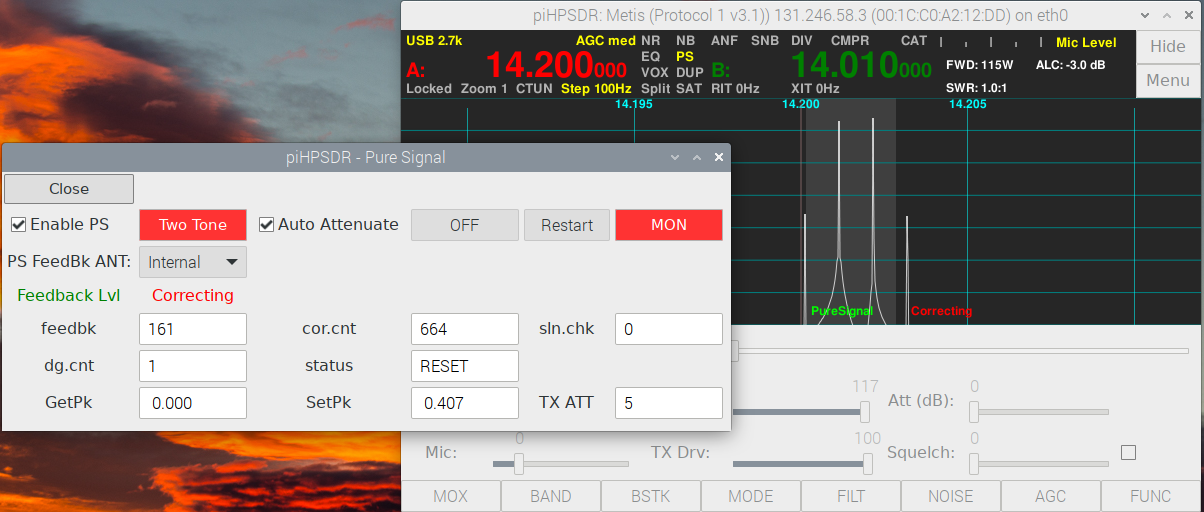 piHPSDR: Metis (Protocol 1 v3.1)) 131.246.58.3 (00:1C:C0:A2:12:DD) on eth0
USB 2.7k AGC med NR NB ANF SNB DIV CMPR CAT Mic Level Hide
A: 14.200000 EQ PS B: 14.010000 FWD: 115W ALC: -3.0 dB
VOX DUP
Locked Zoom 1 CTUN Step 100Hz Split SAT RIT 0Hz XIT 0Hz SWR: 1.0:1 Menu
14.195 14.200 14.205
piHPSDR - Pure Signal
Close
Enable PS Two Tone Auto Attenuate OFF Restart MON
PS FeedBk ANT: Internal
Feedback Lvl Correcting
PureSignal Correcting
feedbk 161 cor.cnt 664 sln.chk 0
dg.cnt 1 status RESET
GetPk 0.000 SetPk 0.407 TX ATT 5
117 Att (dB): 0
Mic: 0 TX Drv: 100 Squelch: 0
MOX BAND BSTK MODE FILT NOISE AGC FUNC